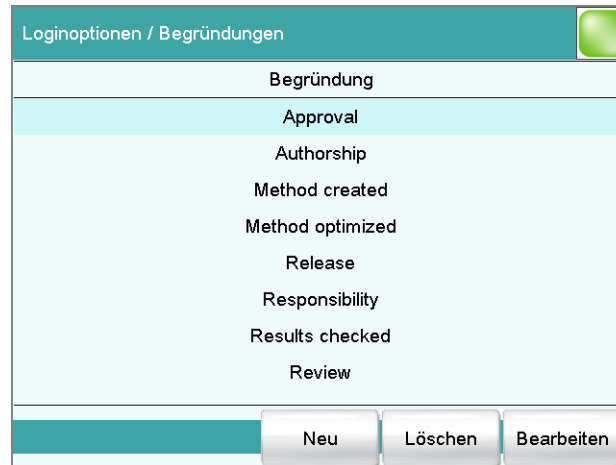 Loginoptionen / Begründungen
Begründung
Approval
Authorship
Method created
Method optimized
Release
Responsibility
Results checked
Review
Neu Löschen Bearbeiten